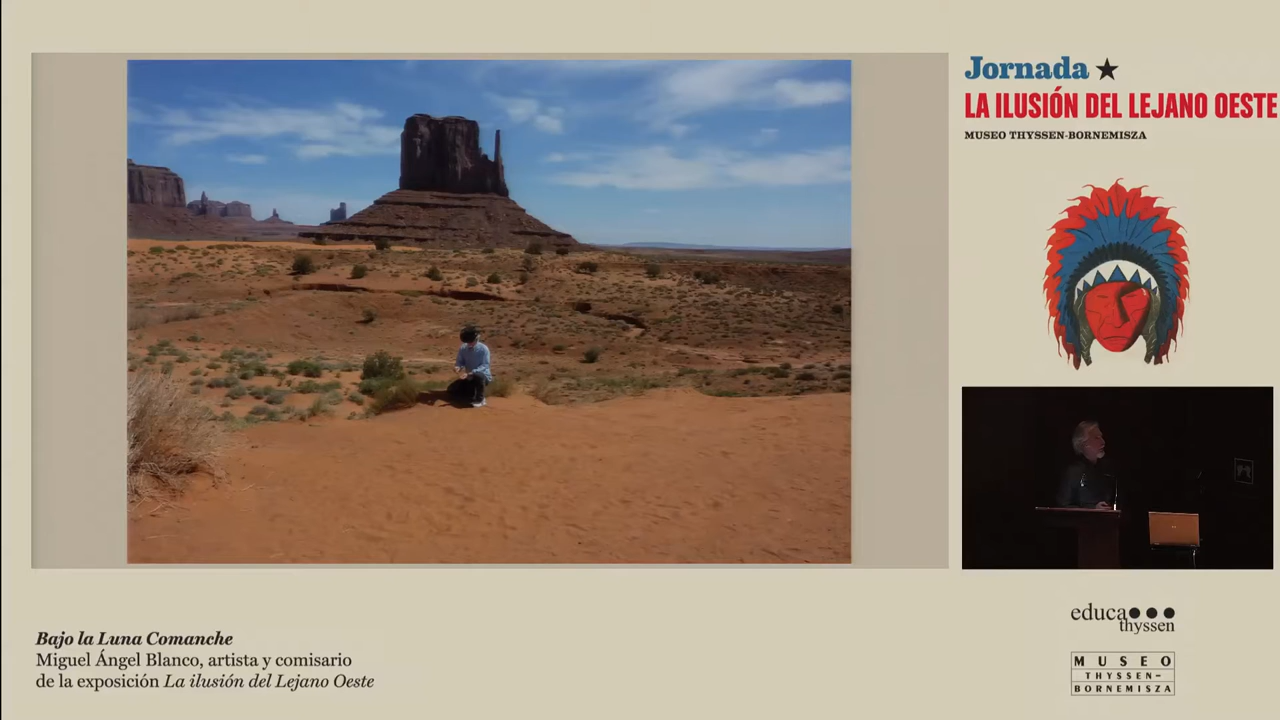 Jornada ★
LA ILUSIÓN DEL LEJANO OESTE
MUSEO THYSSEN-BORNEMISZA
Bajo la Luna Comanche
Miguel Ángel Blanco, artista y comisario
de la exposición La ilusión del Lejano Oeste
educa
thyssen
MUSEO
THYSSEN-
BORNEMISZA